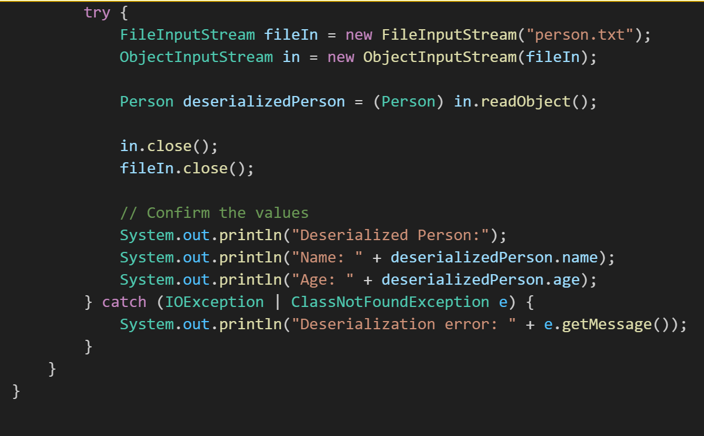 try {
FileInputStream fileIn = new FileInputStream("person.txt");
ObjectInputStream in = new ObjectInputStream(fileIn);
Person deserializedPerson = (Person) in.readObject();
in.close();
fileIn.close();
// Confirm the values
System.out.println("Deserialized Person:");
System.out.println("Name: " + deserializedPerson.name);
System.out.println("Age: " + deserializedPerson.age);
} catch (IOException | ClassNotFoundException e) {
System.out.println("Deserialization error: " + e.getMessage());
}
}
}